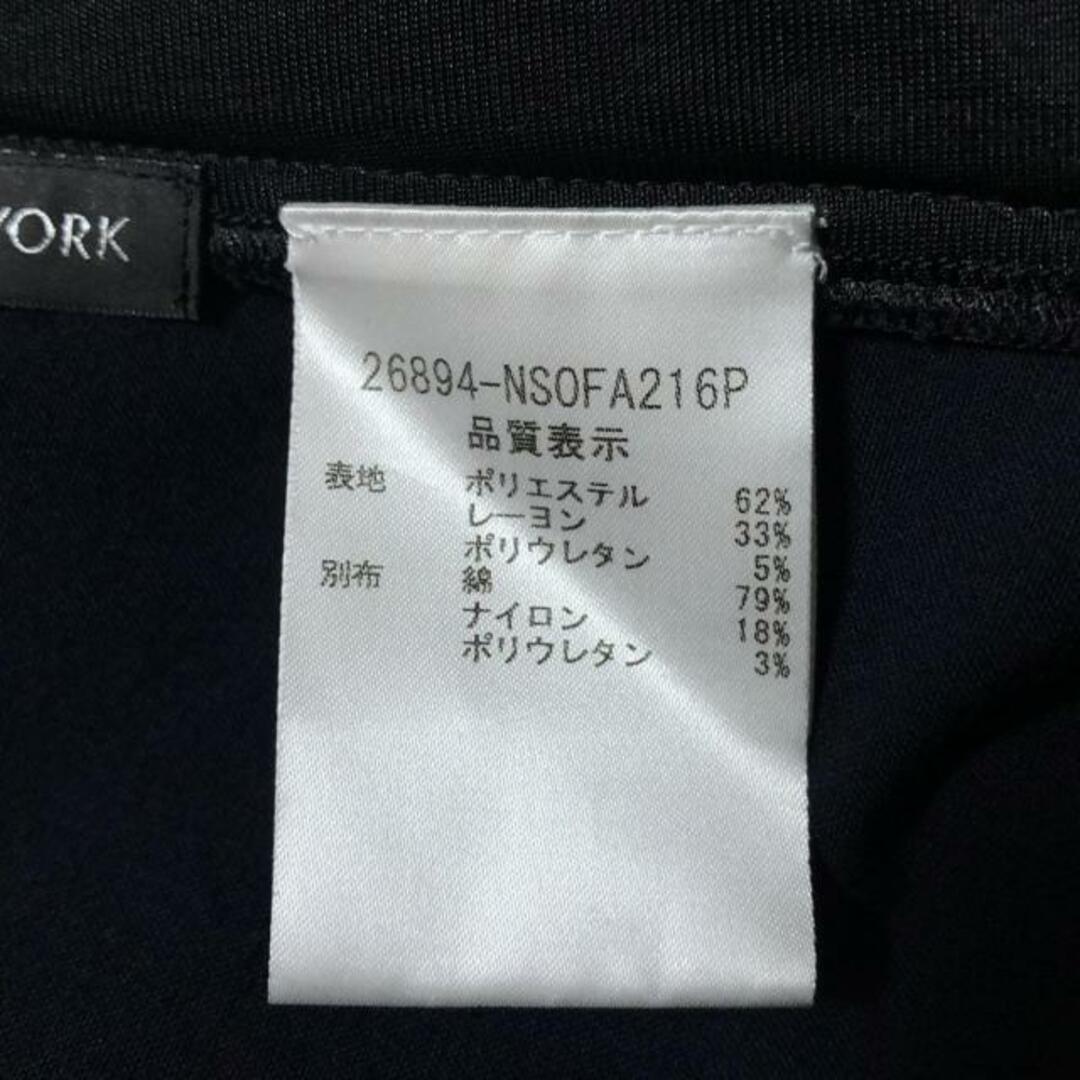 YORK
26894-NSOFA216P
品質表示
表地 ポリエステル 62%
レーヨン 33%
ポリウレタン 5%
別布 綿 79%
ナイロン 18%
ポリウレタン 3%